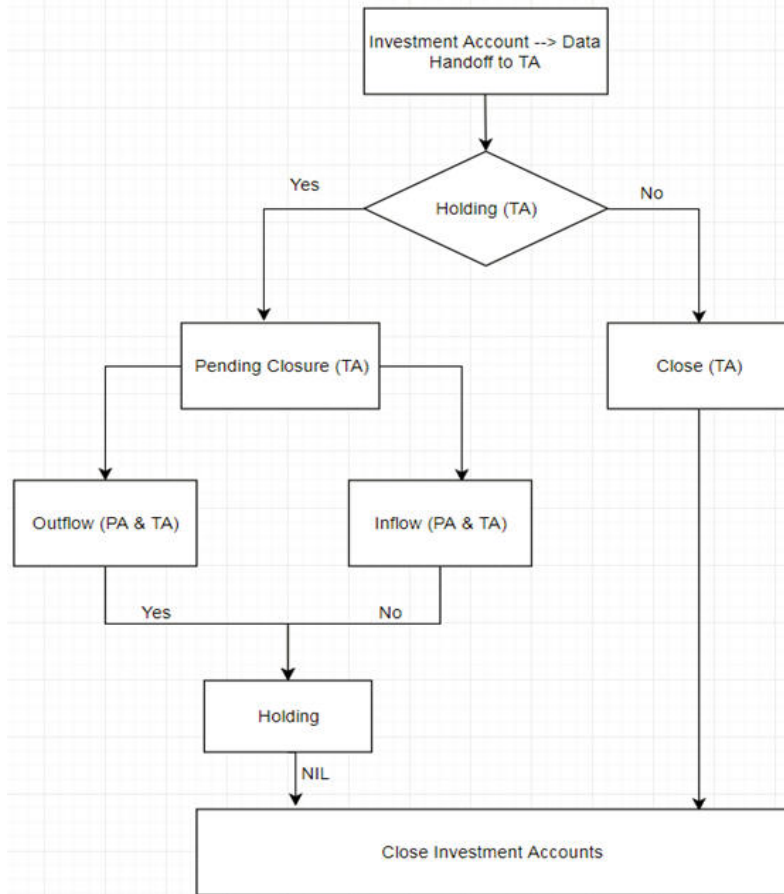 Investment Account --> Data
Handoff to TA
Yes
Holding (TA)
No
Pending Closure (TA)
Close (TA)
Outflow (PA & TA)
Inflow (PA & TA)
Yes
No
Holding
NIL
Close Investment Accounts